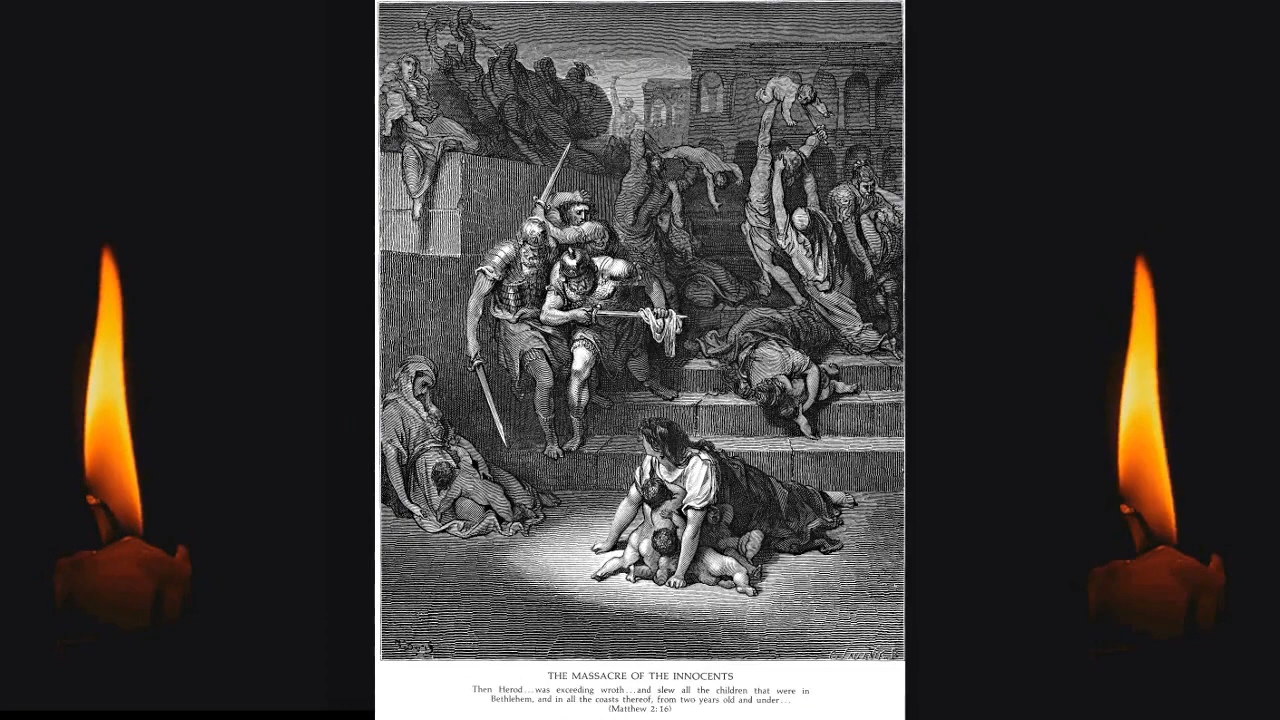 THE MASSACRE OF THE INNOCENTS
Then Herod...was exceeding wroth...and slew all the children that were in
Bethlehem, and in all the coasts thereof, from two years old and under...
(Matthew 2:16)